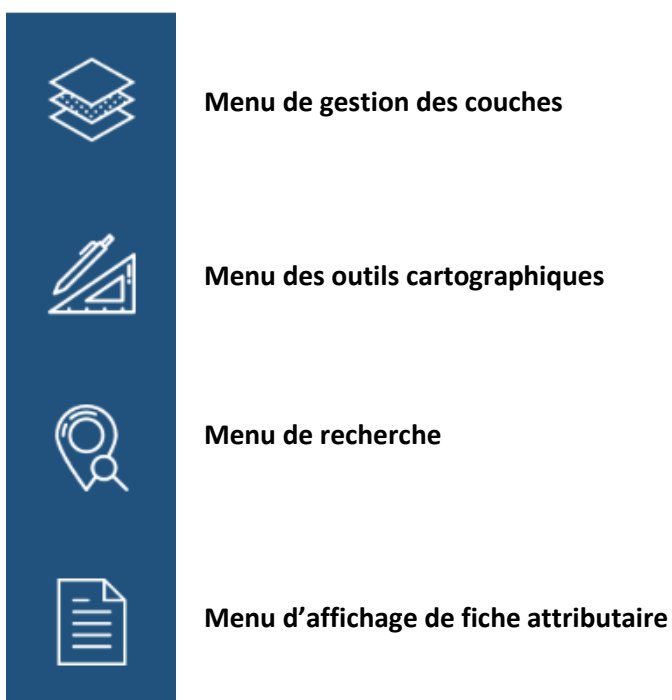 Menu de gestion des couches
Menu des outils cartographiques
Menu de recherche
Menu d’affichage de fiche attributaire